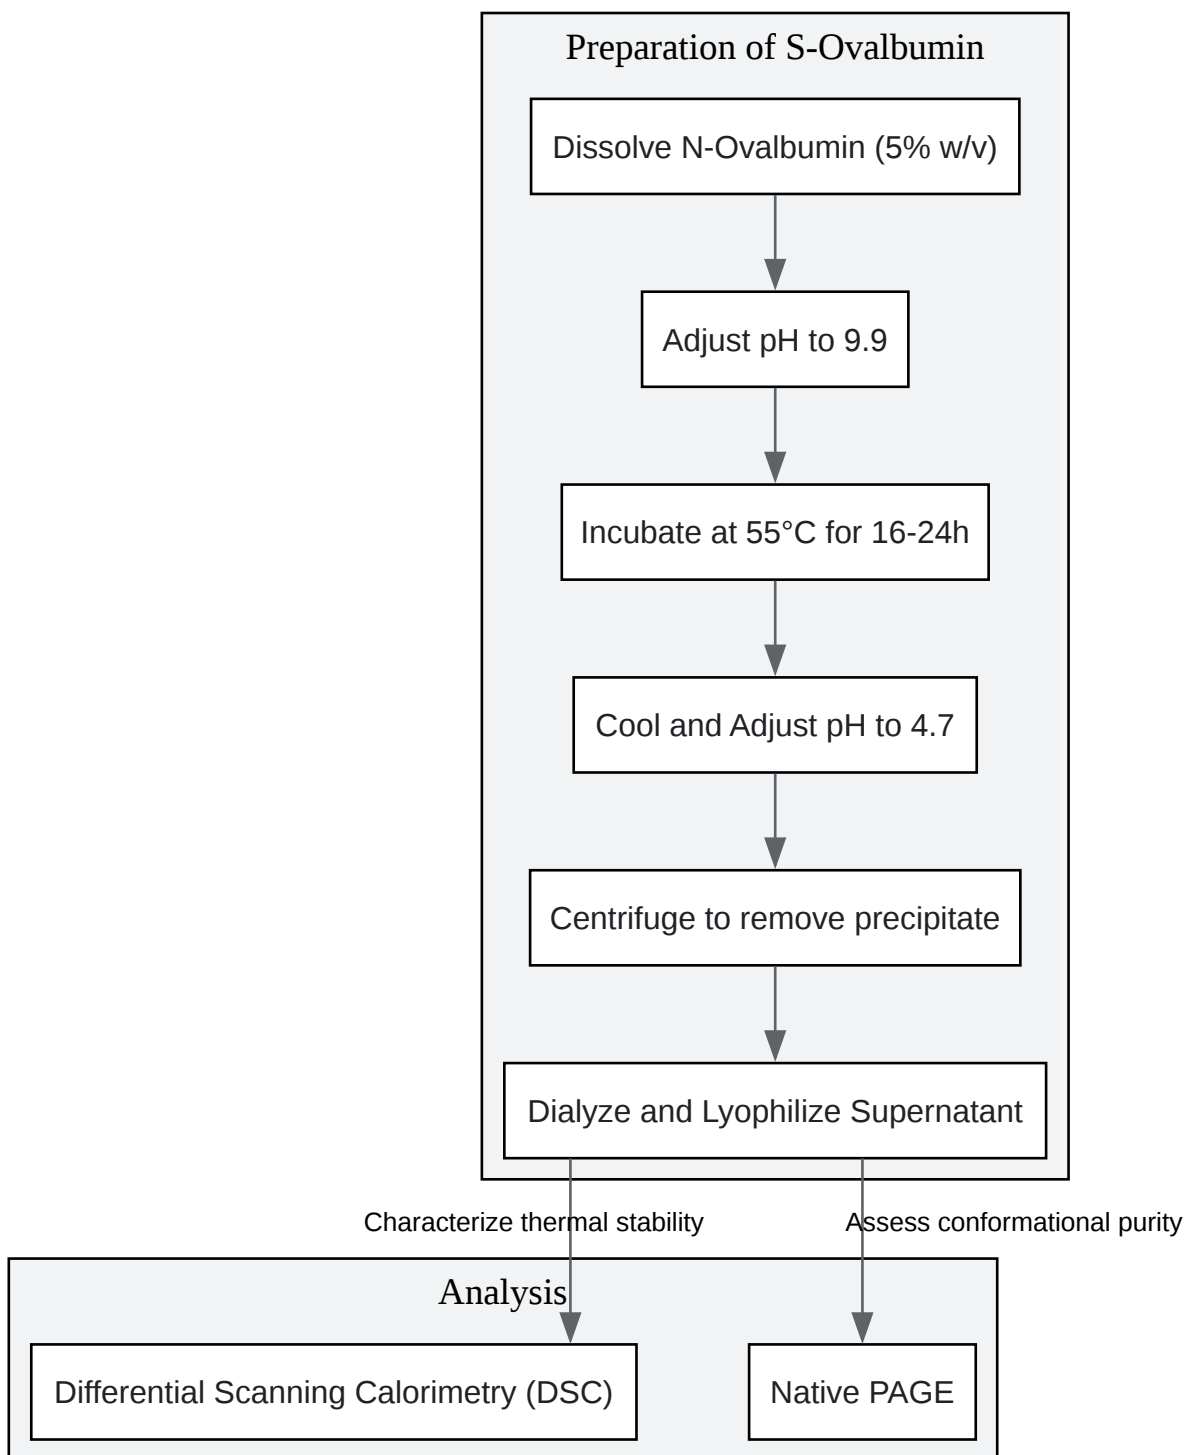 Preparation of S-Ovalbumin
Dissolve N-Ovalbumin (5% w/v)
Adjust pH to 9.9
Incubate at 55°C for 16-24h
Cool and Adjust pH to 4.7
Centrifuge to remove precipitate
Dialyze and Lyophilize Supernatant
Characterize thermal stability
Assess conformational purity
Analysis
Differential Scanning Calorimetry (DSC)
Native PAGE